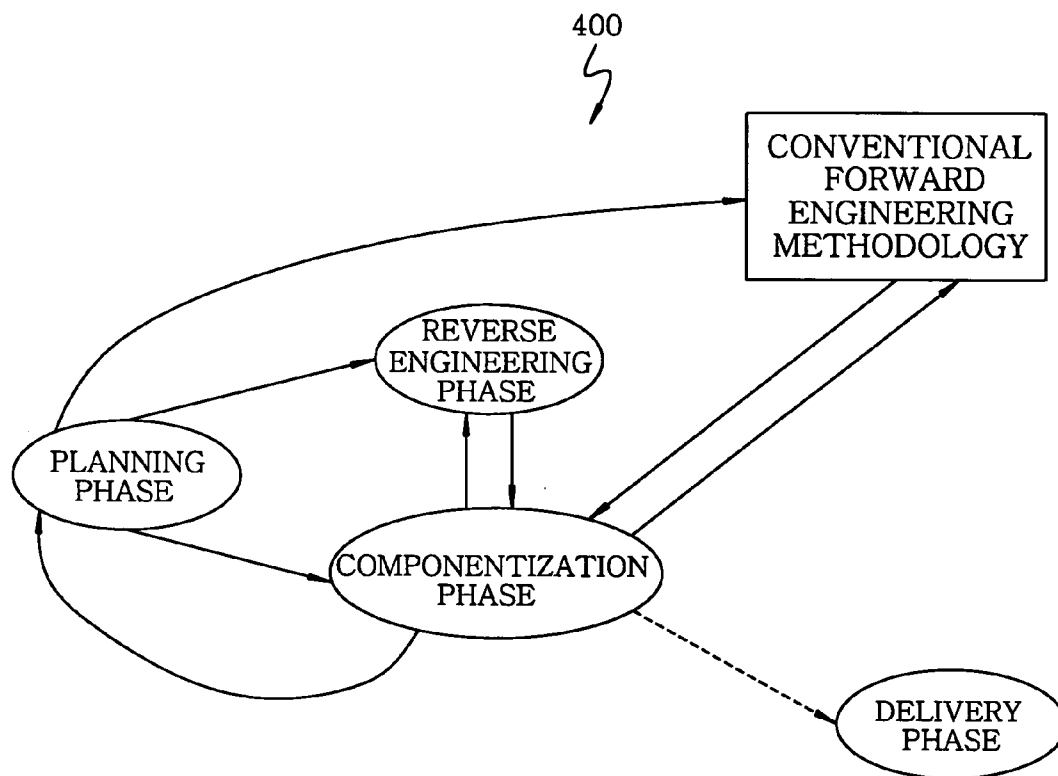 400
CONVENTIONAL
FORWARD
ENGINEERING
METHODOLOGY
REVERSE
ENGINEERING
PHASE
PLANNING
PHASE
COMPONENTIZATION
PHASE
DELIVERY
PHASE